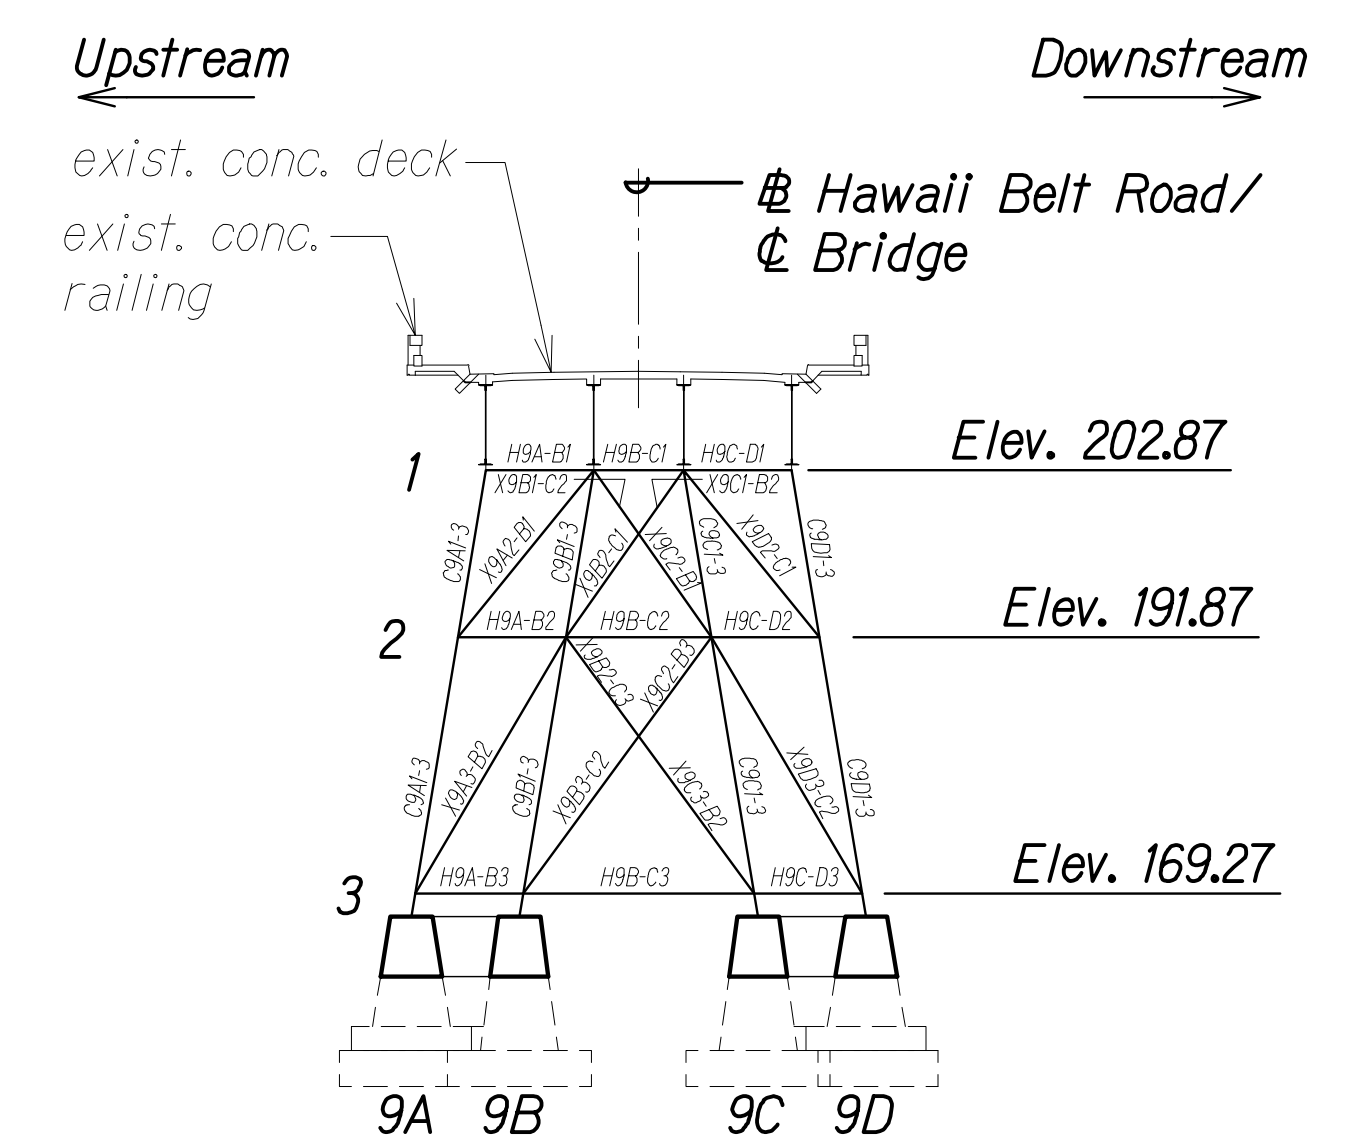 Upstream
Downstream
exist. conc. deck
exist. conc.
railing
℄ Hawaii Belt Road/
℄ Bridge
Elev. 202.87
1
H9A-B1
H9B-C1
H9C-D1
X9B1-C2
X9C1-B2
C9A1-3
X9A2-B1
C9B1-3
X9B2-C1
X9C2-B1
C9C1-3
X9D2-C1
C9D1-3
Elev. 191.87
2
H9A-B2
H9B-C2
H9C-D2
X9B2-C3
X9C2-B3
C9A1-3
X9A3-B2
C9B1-3
X9B3-C2
X9C3-B2
C9C1-3
X9D3-C2
C9D1-3
Elev. 169.27
3
H9A-B3
H9B-C3
H9C-D3
9A
9B
9C
9D